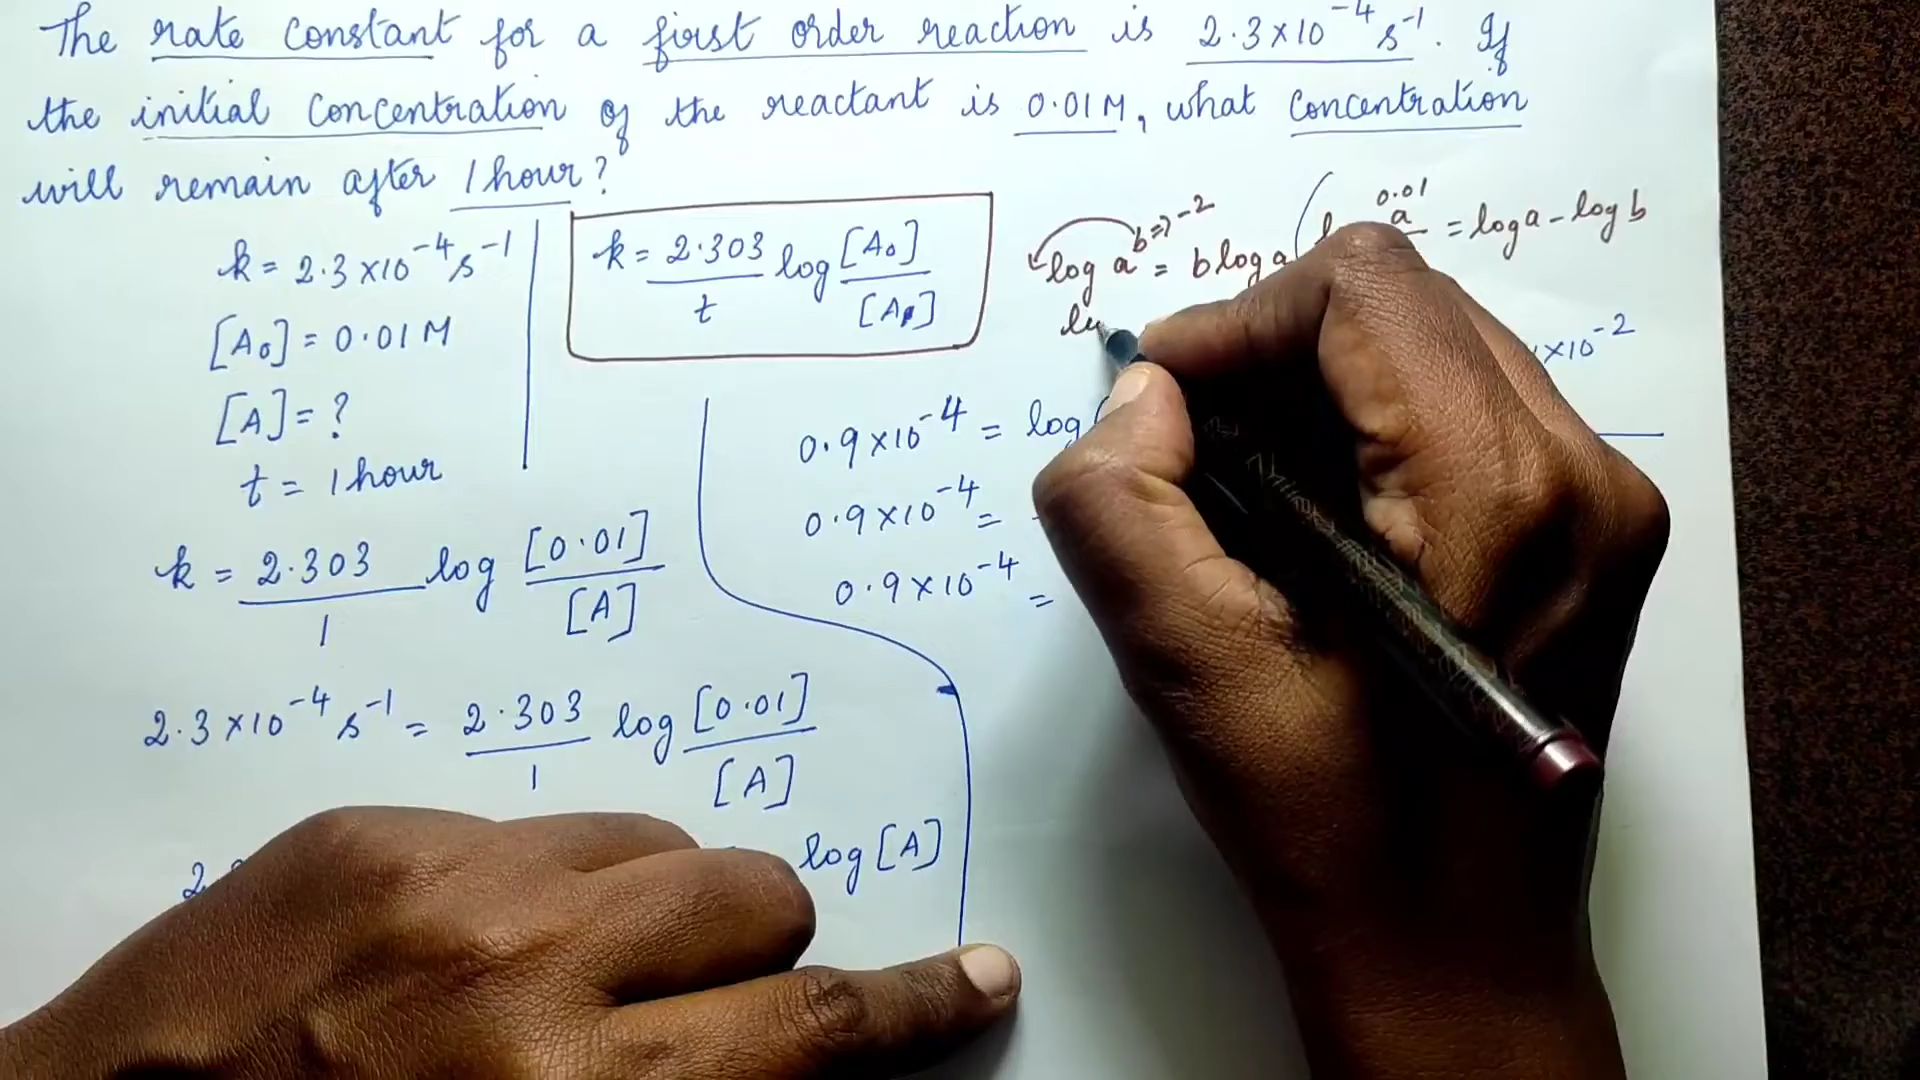 The rate constant for a first order reaction is 2.3×10⁻⁴ s⁻¹. If
the initial concentration of the reactant is 0.01M, what concentration
will remain after 1 hour?
k = 2.3×10⁻⁴ s⁻¹
[A₀] = 0.01 M
[A] = ?
t = 1 hour
k = 2.303/t log [A₀]/[A]
log aᵇ = b log a
b => -2
0.01
a = log a - log b
×10⁻²
k = 2.303/1 log [0.01]/[A]
2.3×10⁻⁴ s⁻¹ = 2.303/1 log [0.01]/[A]
log [A]
0.9×10⁻⁴ = log
0.9×10⁻⁴ =
0.9×10⁻⁴ =